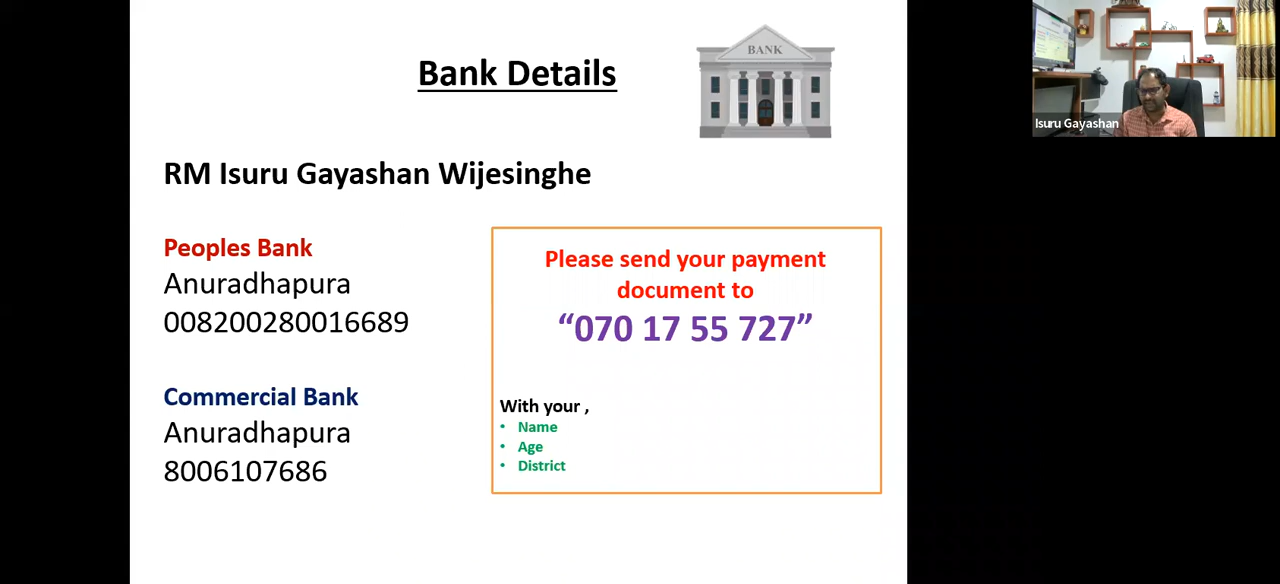 Bank Details
BANK
Isuru Gayashan
RM Isuru Gayashan Wijesinghe
Peoples Bank
Anuradhapura
008200280016689
Commercial Bank
Anuradhapura
8006107686
Please send your payment
document to
“070 17 55 727”
With your ,
• Name
• Age
• District